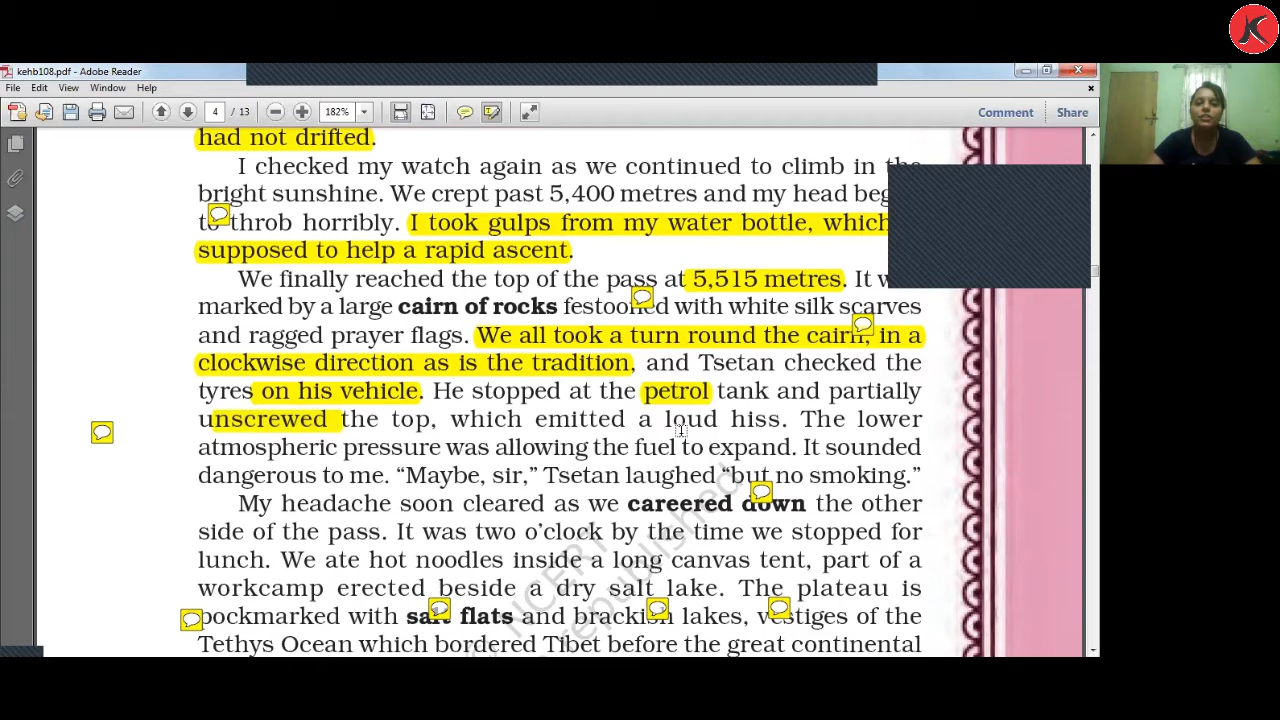 K
kehb108.pdf - Adobe Reader
File Edit View Window Help
4 / 13 182% Comment Share
had not drifted.
I checked my watch again as we continued to climb in the
bright sunshine. We crept past 5,400 metres and my head
to throb horribly. I took gulps from my water bottle, which
supposed to help a rapid ascent.
We finally reached the top of the pass at 5,515 metres. It
marked by a large cairn of rocks festooned with white silk scarves
and ragged prayer flags. We all took a turn round the cairn, in a
clockwise direction as is the tradition, and Tsetan checked the
tyres on his vehicle. He stopped at the petrol tank and partially
unscrewed the top, which emitted a loud hiss. The lower
atmospheric pressure was allowing the fuel to expand. It sounded
dangerous to me. “Maybe, sir,” Tsetan laughed “but no smoking.”
My headache soon cleared as we careered down the other
side of the pass. It was two o’clock by the time we stopped for
lunch. We ate hot noodles inside a long canvas tent, part of a
workcamp erected beside a dry salt lake. The plateau is
pockmarked with salt flats and brackish lakes, vestiges of the
Tethys Ocean which bordered Tibet before the great continental
NCERT
republished